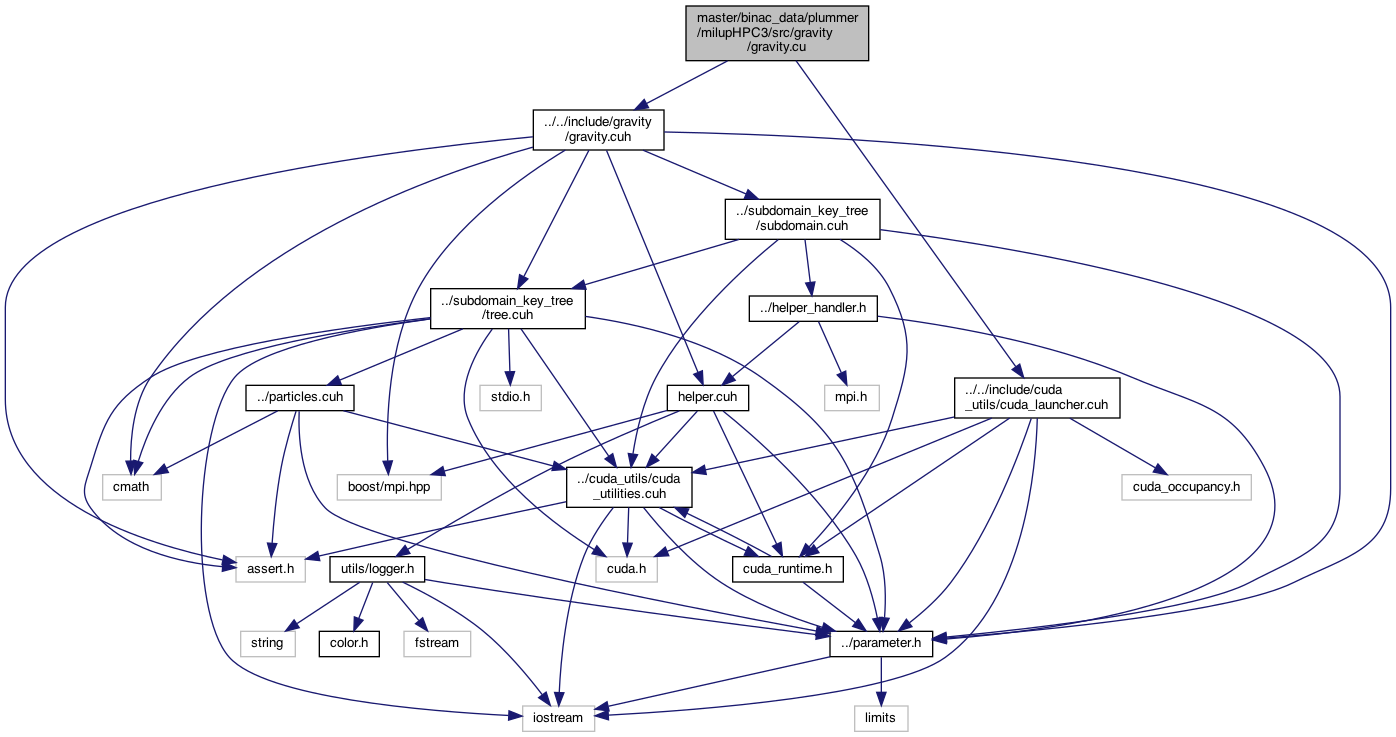 master/binac_data/plummer
/milupHPC3/src/gravity
/gravity.cu
../../include/gravity
/gravity.cuh
../subdomain_key_tree
/subdomain.cuh
../subdomain_key_tree
/tree.cuh
../helper_handler.h
../particles.cuh
stdio.h
helper.cuh
mpi.h
../../include/cuda
_utils/cuda_launcher.cuh
cmath
boost/mpi.hpp
../cuda_utils/cuda
_utilities.cuh
cuda_occupancy.h
assert.h
utils/logger.h
cuda.h
cuda_runtime.h
string
color.h
fstream
../parameter.h
iostream
limits